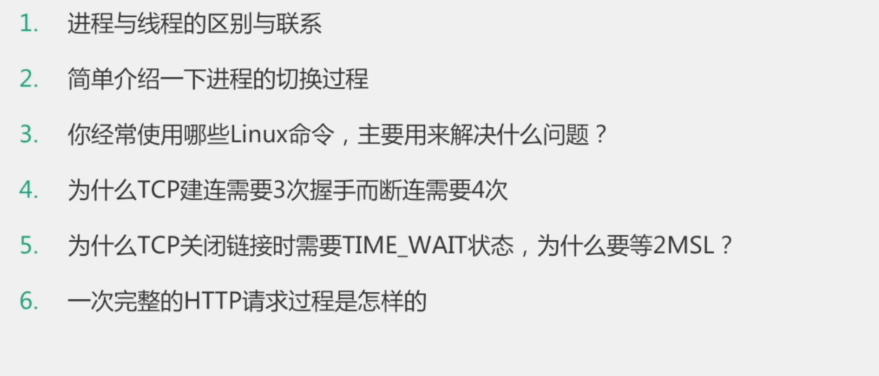 1. 进程与线程的区别与联系
2. 简单介绍一下进程的切换过程
3. 你经常使用哪些Linux命令，主要用来解决什么问题？
4. 为什么TCP建连需要3次握手而断连需要4次
5. 为什么TCP关闭链接时需要TIME_WAIT状态，为什么要等2MSL？
6. 一次完整的HTTP请求过程是怎样的